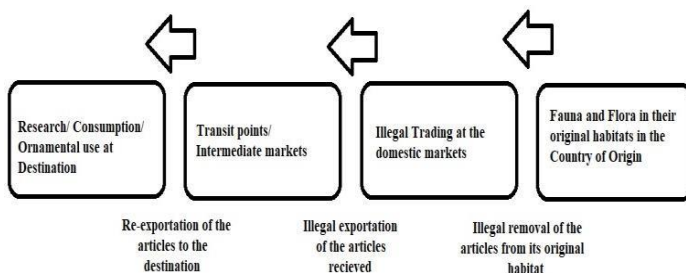 Research/ Consumption/
Ornamental use at
Destination
Transit points/
Intermediate markets
Illegal Trading at the
domestic markets
Fauna and Flora in their
original habitats in the
Country of Origin
Re-exportation of the
articles to the
destination
Illegal exportation
of the articles
recieved
Illegal removal of the
articles from its original
habitat